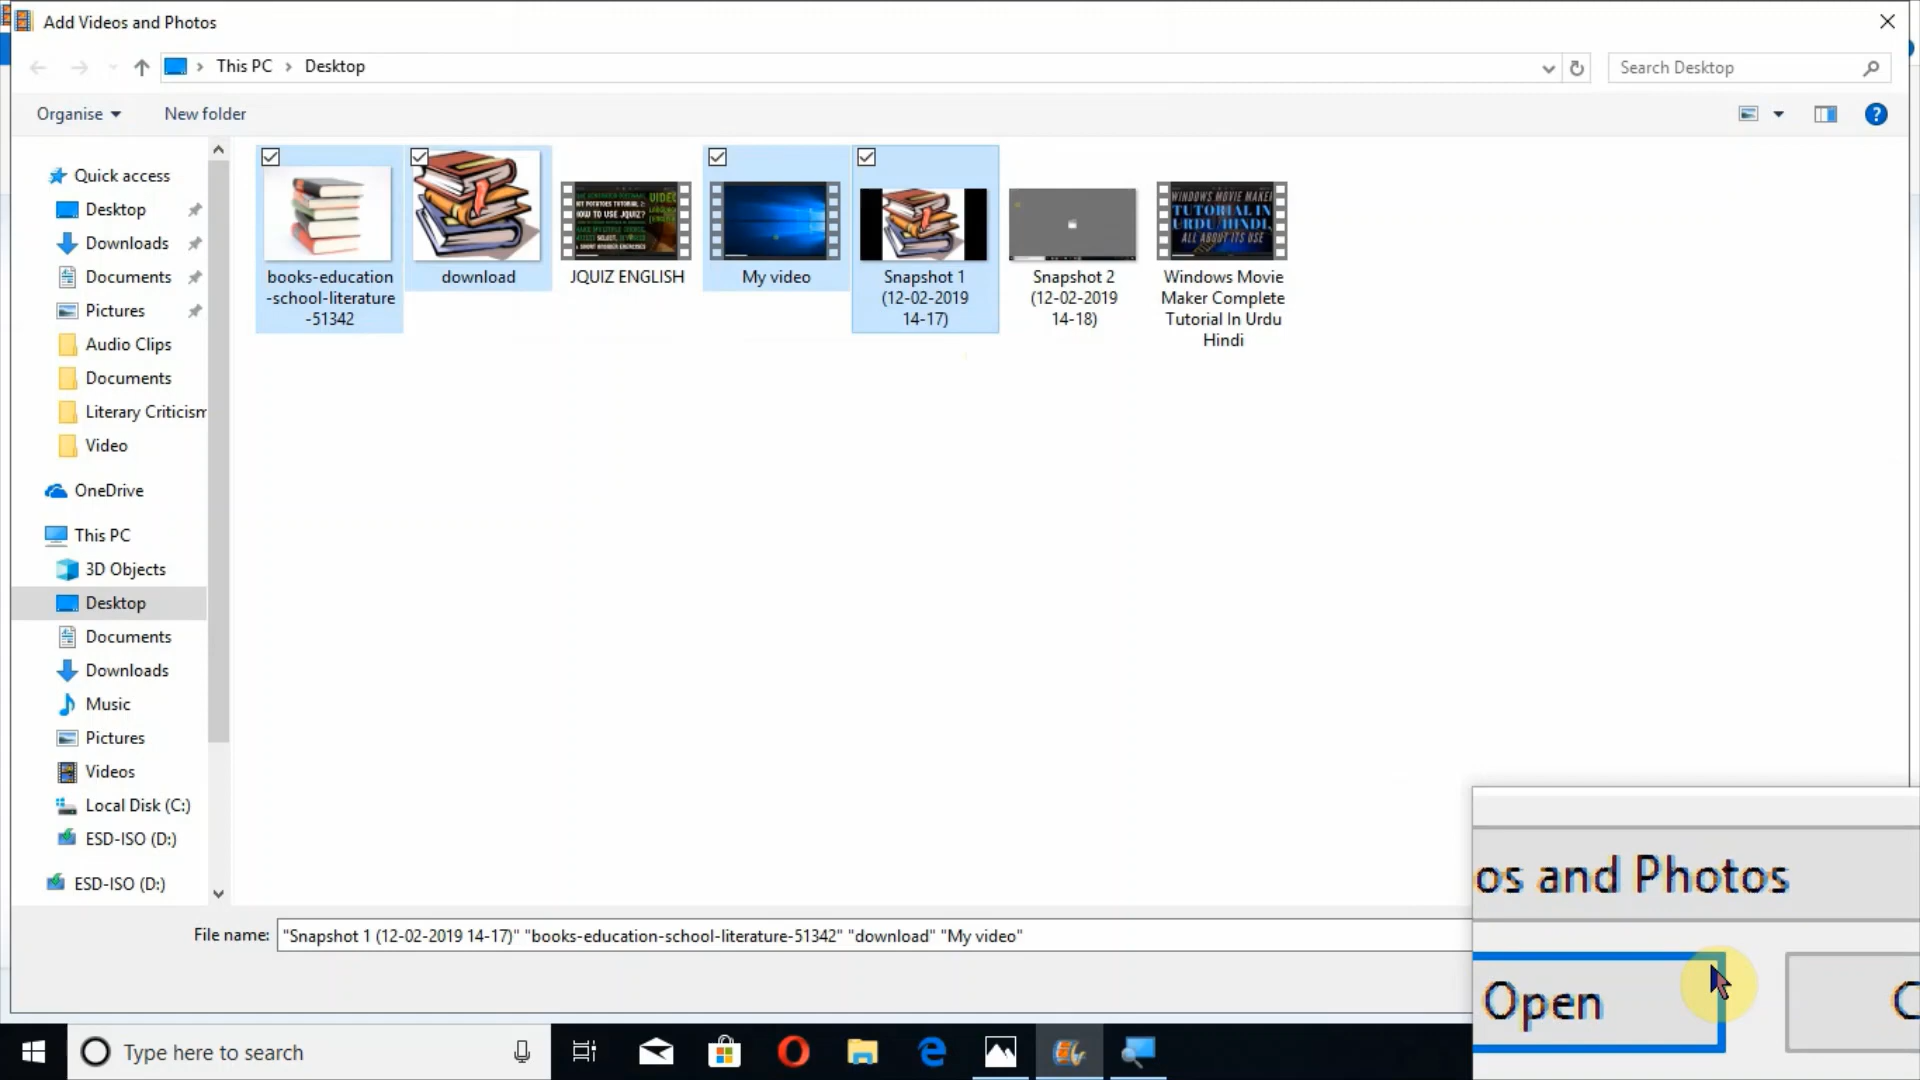 Add Videos and Photos
This PC
Desktop
Search Desktop
Organise
New folder
Quick access
Desktop
Downloads
Documents
Pictures
Audio Clips
Documents
Literary Criticism
Video
OneDrive
This PC
3D Objects
Desktop
Documents
Downloads
Music
Pictures
Videos
Local Disk (C:)
ESD-ISO (D:)
ESD-ISO (D:)
books-education
-school-literature
-51342
download
VIDEO
HOW TO USE JQUIZ?
JQUIZ ENGLISH
My video
Snapshot 1
(12-02-2019
14-17)
Snapshot 2
(12-02-2019
14-18)
WINDOWS MOVIE MAKER
TUTORIAL IN
URDU/HINDI,
ALL ABOUT ITS USE
Windows Movie
Maker Complete
Tutorial In Urdu
Hindi
File name:
"Snapshot 1 (12-02-2019 14-17)" "books-education-school-literature-51342" "download" "My video"
os and Photos
Open
C
Type here to search